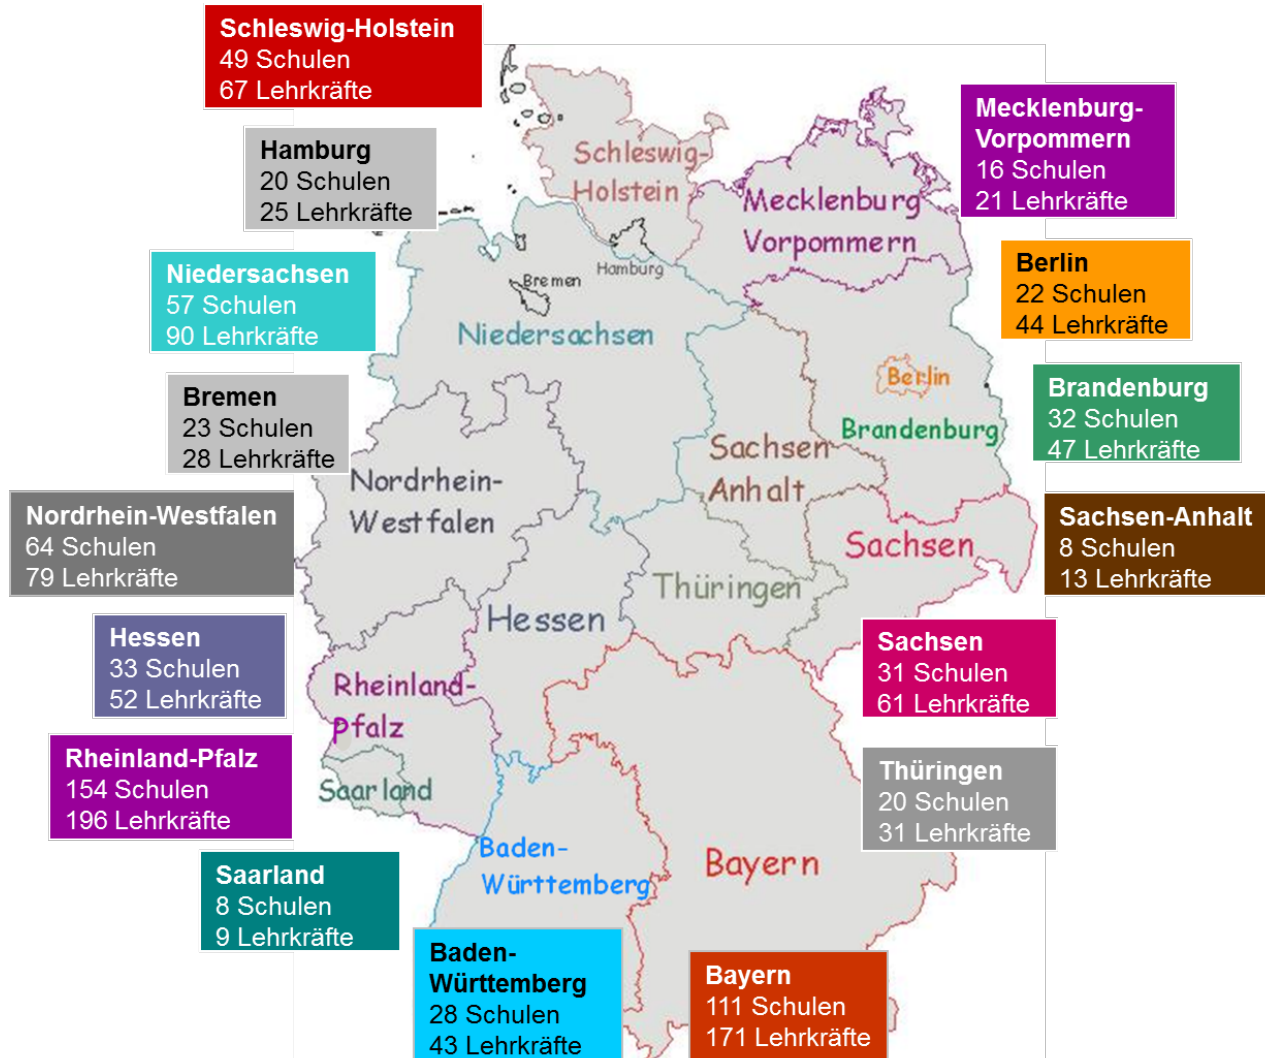 Schleswig-Holstein
49 Schulen
67 Lehrkräfte
Hamburg
20 Schulen
25 Lehrkräfte
Niedersachsen
57 Schulen
90 Lehrkräfte
Bremen
23 Schulen
28 Lehrkräfte
Nordrhein-Westfalen
64 Schulen
79 Lehrkräfte
Hessen
33 Schulen
52 Lehrkräfte
Rheinland-Pfalz
154 Schulen
196 Lehrkräfte
Saarland
8 Schulen
9 Lehrkräfte
Baden-
Württemberg
28 Schulen
43 Lehrkräfte
Bayern
111 Schulen
171 Lehrkräfte
Mecklenburg-
Vorpommern
16 Schulen
21 Lehrkräfte
Berlin
22 Schulen
44 Lehrkräfte
Brandenburg
32 Schulen
47 Lehrkräfte
Sachsen-Anhalt
8 Schulen
13 Lehrkräfte
Sachsen
31 Schulen
61 Lehrkräfte
Thüringen
20 Schulen
31 Lehrkräfte
Schleswig-
Holstein
Mecklenburg
Vorpommern
Hamburg
Bremen
Niedersachsen
Berlin
Brandenburg
Sachsen
Anhalt
Nordrhein-
Westfalen
Sachsen
Thüringen
Hessen
Rheinland-
Pfalz
Saarland
Baden-
Württemberg
Bayern